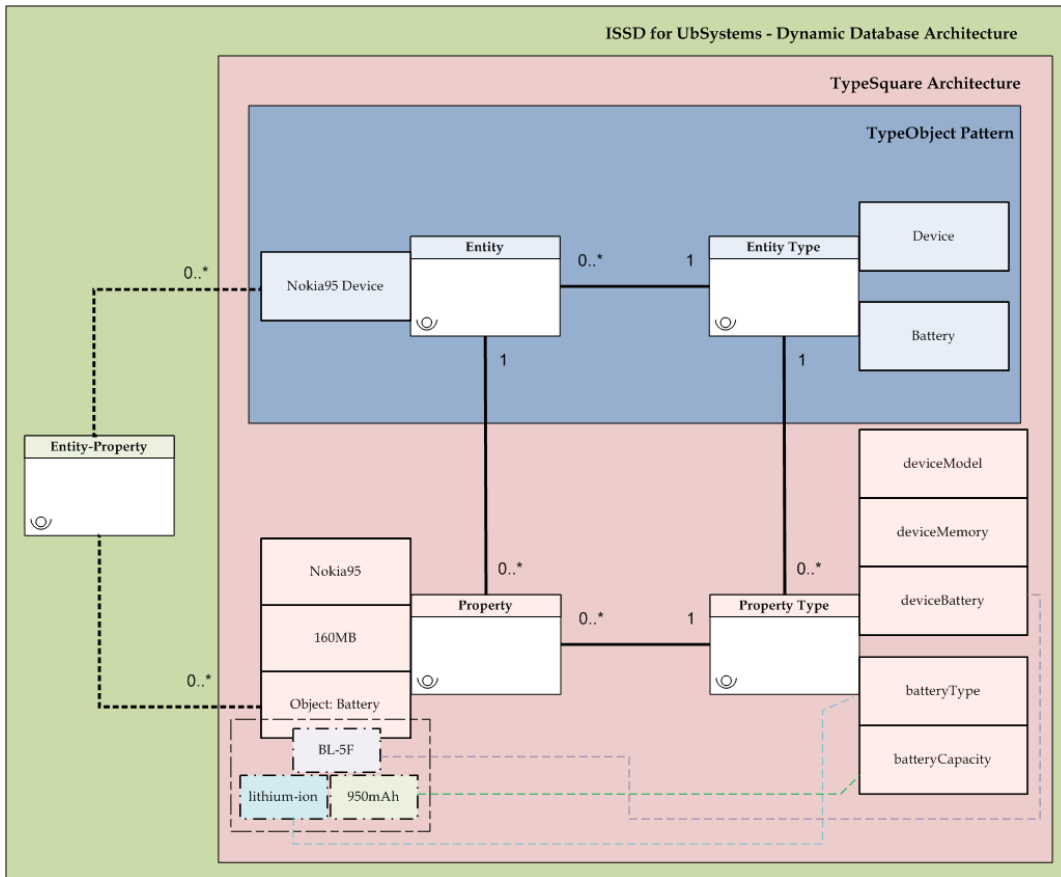 ISSD for UbSystems - Dynamic Database Architecture
TypeSquare Architecture
TypeObject Pattern
Device
Entity
Entity Type
0..*
0..*
1
Nokia95 Device
Battery
1
1
Entity-Property
deviceModel
deviceMemory
Nokia95
0..*
0..*
deviceBattery
Property
Property Type
0..*
1
160MB
0..*
batteryType
Object: Battery
BL-5F
batteryCapacity
lithium-ion
950mAh